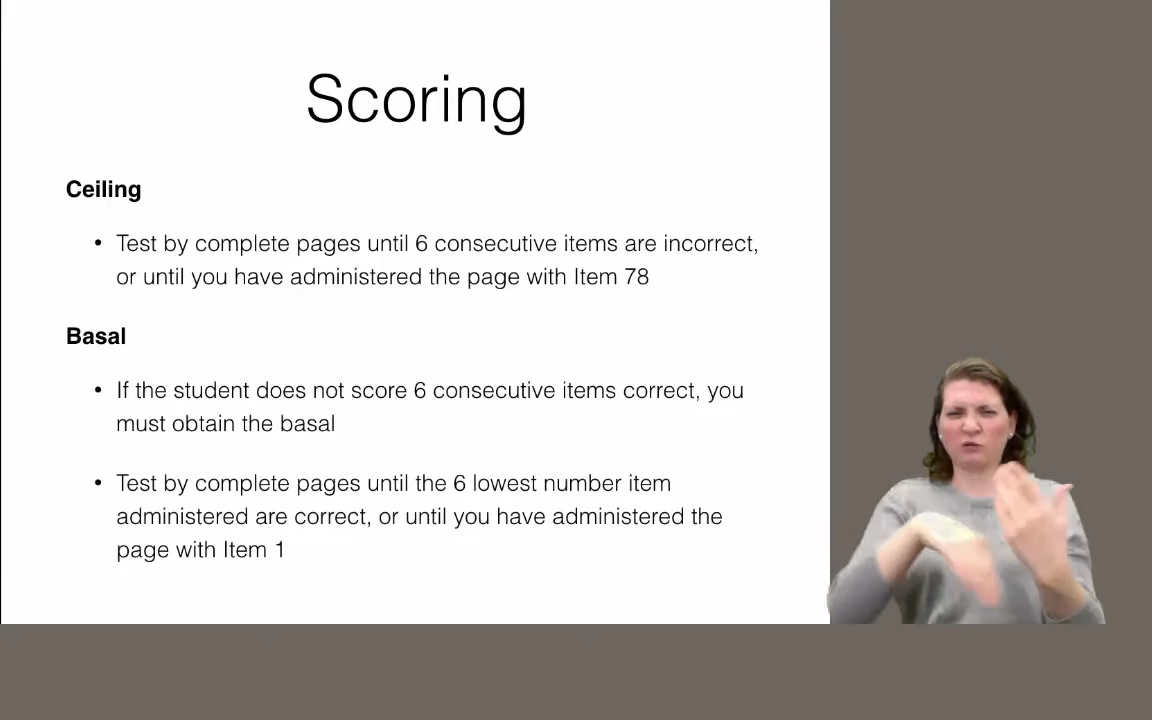 Scoring
Ceiling
• Test by complete pages until 6 consecutive items are incorrect,
or until you have administered the page with Item 78
Basal
• If the student does not score 6 consecutive items correct, you
must obtain the basal
• Test by complete pages until the 6 lowest number item
administered are correct, or until you have administered the
page with Item 1